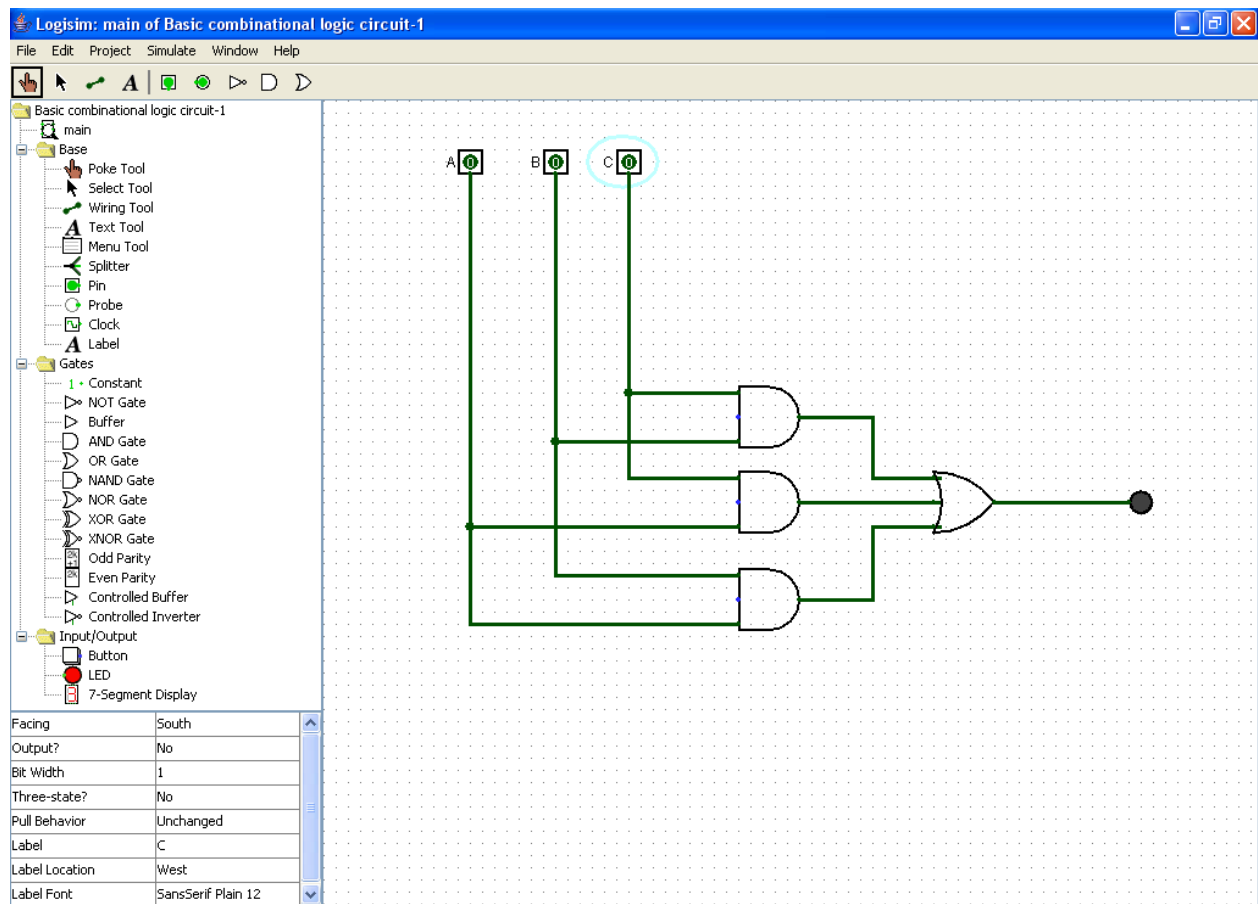 Logisim: main of Basic combinational logic circuit-1
File Edit Project Simulate Window Help
A
Basic combinational logic circuit-1
main
Base
Poke Tool
Select Tool
Wiring Tool
A Text Tool
Menu Tool
Splitter
Pin
Probe
Clock
A Label
Gates
1 Constant
NOT Gate
Buffer
AND Gate
OR Gate
NAND Gate
NOR Gate
XOR Gate
XNOR Gate
2k+1 Odd Parity
2k Even Parity
Controlled Buffer
Controlled Inverter
Input/Output
Button
LED
8 7-Segment Display
Facing South
Output? No
Bit Width 1
Three-state? No
Pull Behavior Unchanged
Label C
Label Location West
Label Font SansSerif Plain 12
A 0 B 0 C 0